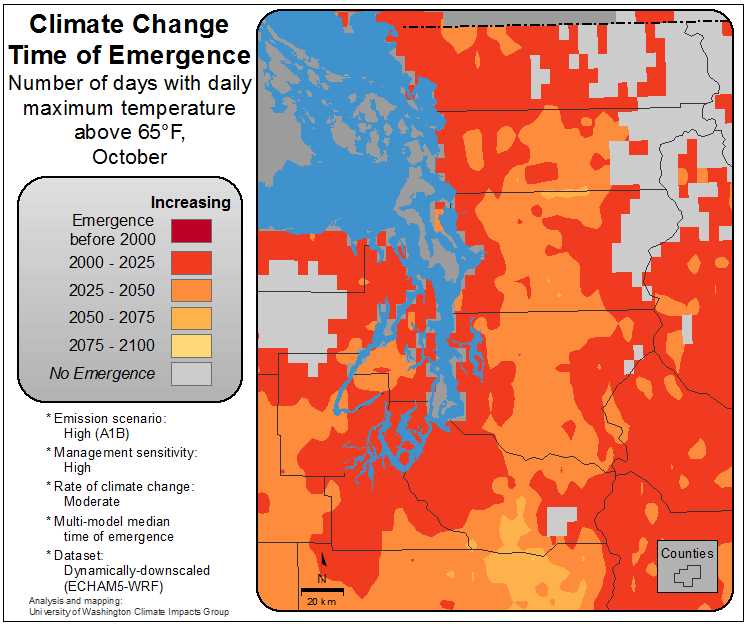 Climate Change
Time of Emergence
Number of days with daily
maximum temperature
above 65°F,
October
Increasing
Emergence
before 2000
2000 - 2025
2025 - 2050
2050 - 2075
2075 - 2100
No Emergence
* Emission scenario:
High (A1B)
* Management sensitivity:
High
* Rate of climate change:
Moderate
* Multi-model median
time of emergence
* Dataset:
Dynamically-downscaled
(ECHAM5-WRF)
Analysis and mapping:
University of Washington Climate Impacts Group
N
20 km
Counties